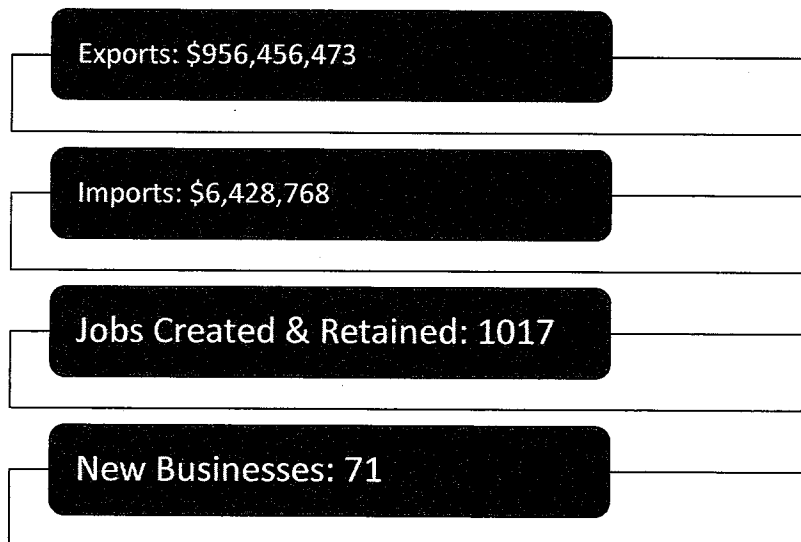 Exports: $956,456,473
Imports: $6,428,768
Jobs Created & Retained: 1017
New Businesses: 71